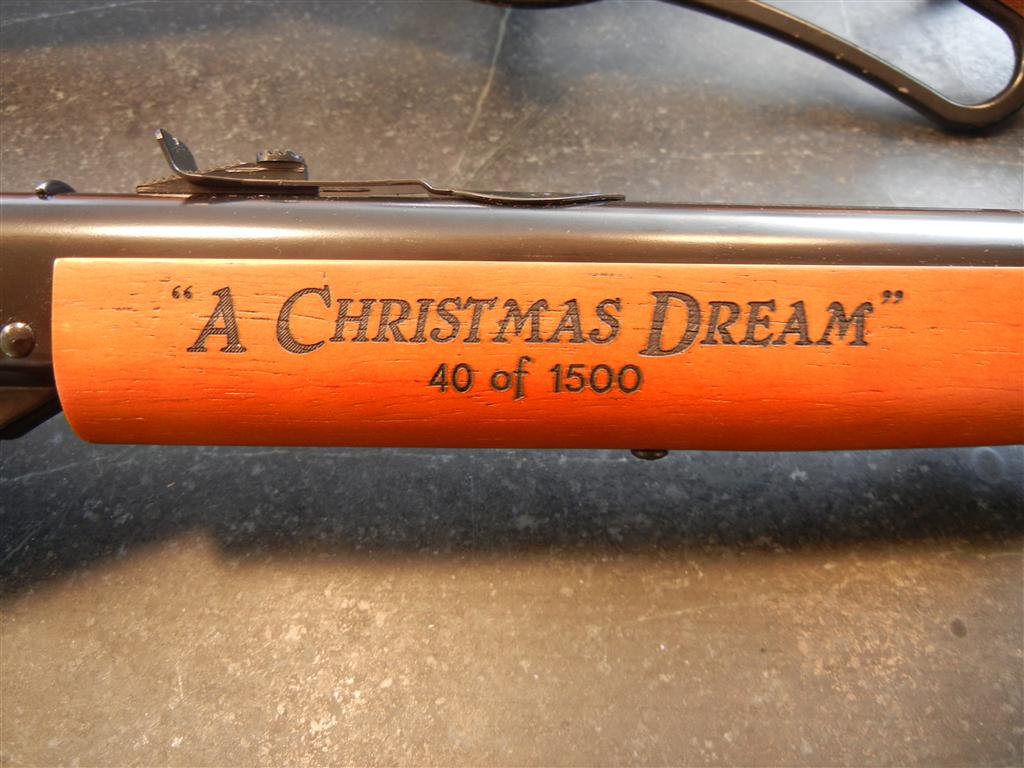 “A CHRISTMAS DREAM”
40 of 1500